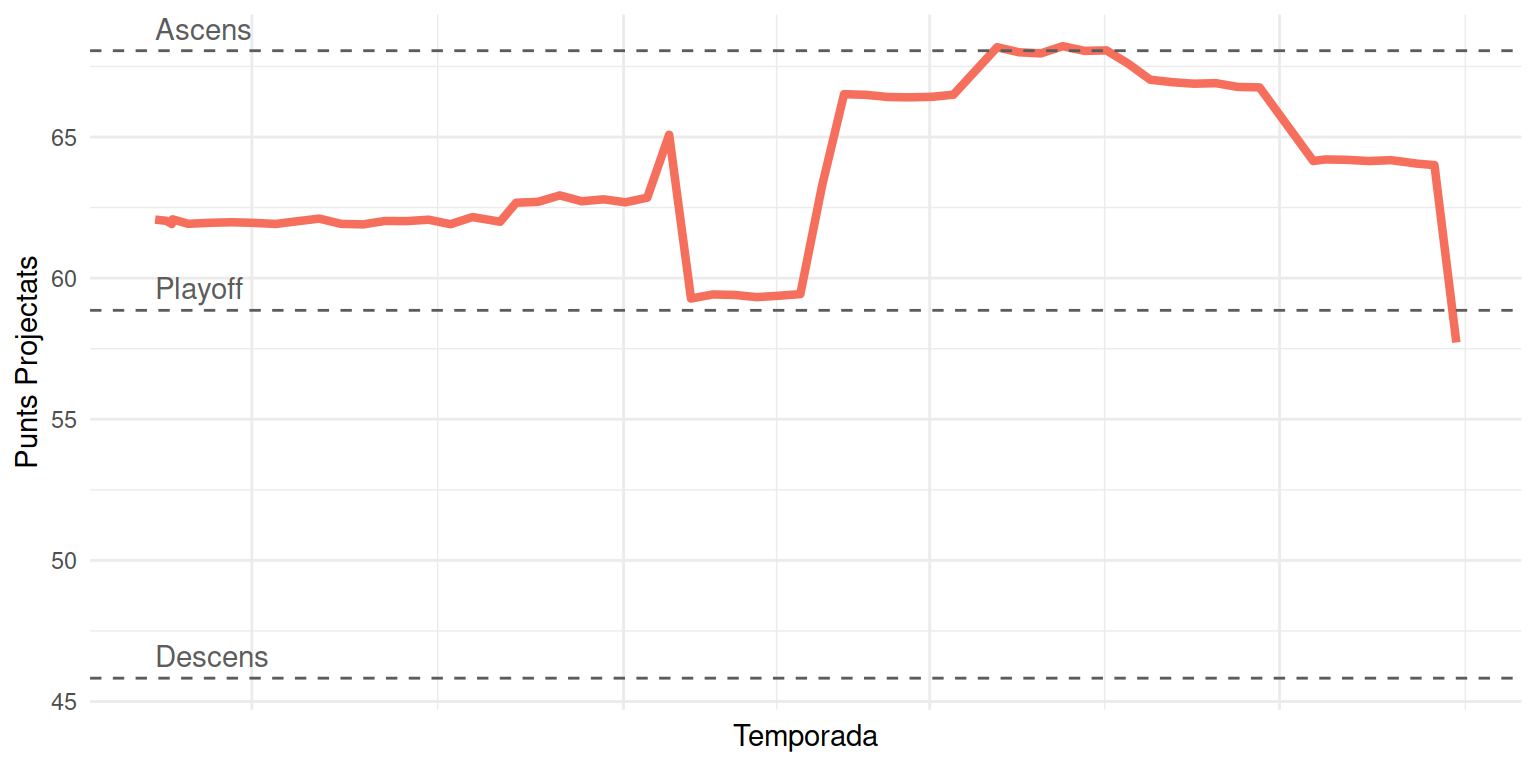 Ascens
65
60
Playoff
Punts Projectats
55
50
Descens
45
Temporada